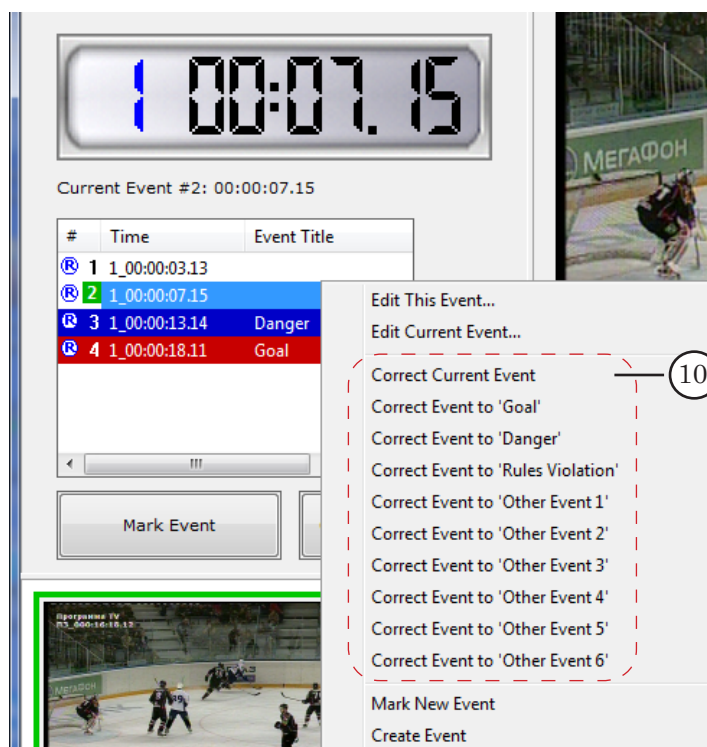 1 00:07.15
МЕГАФОН
Current Event #2: 00:00:07.15
# Time Event Title
R 1 1_00:00:03.13
R 2 1_00:00:07.15
R 3 1_00:00:13.14 Danger
R 4 1_00:00:18.11 Goal
Edit This Event...
Edit Current Event...
Correct Current Event
10
Correct Event to 'Goal'
Correct Event to 'Danger'
Correct Event to 'Rules Violation'
Correct Event to 'Other Event 1'
Correct Event to 'Other Event 2'
Correct Event to 'Other Event 3'
Correct Event to 'Other Event 4'
Correct Event to 'Other Event 5'
Correct Event to 'Other Event 6'
Mark New Event
Create Event
Mark Event
Программа TV
МЕГАФОН